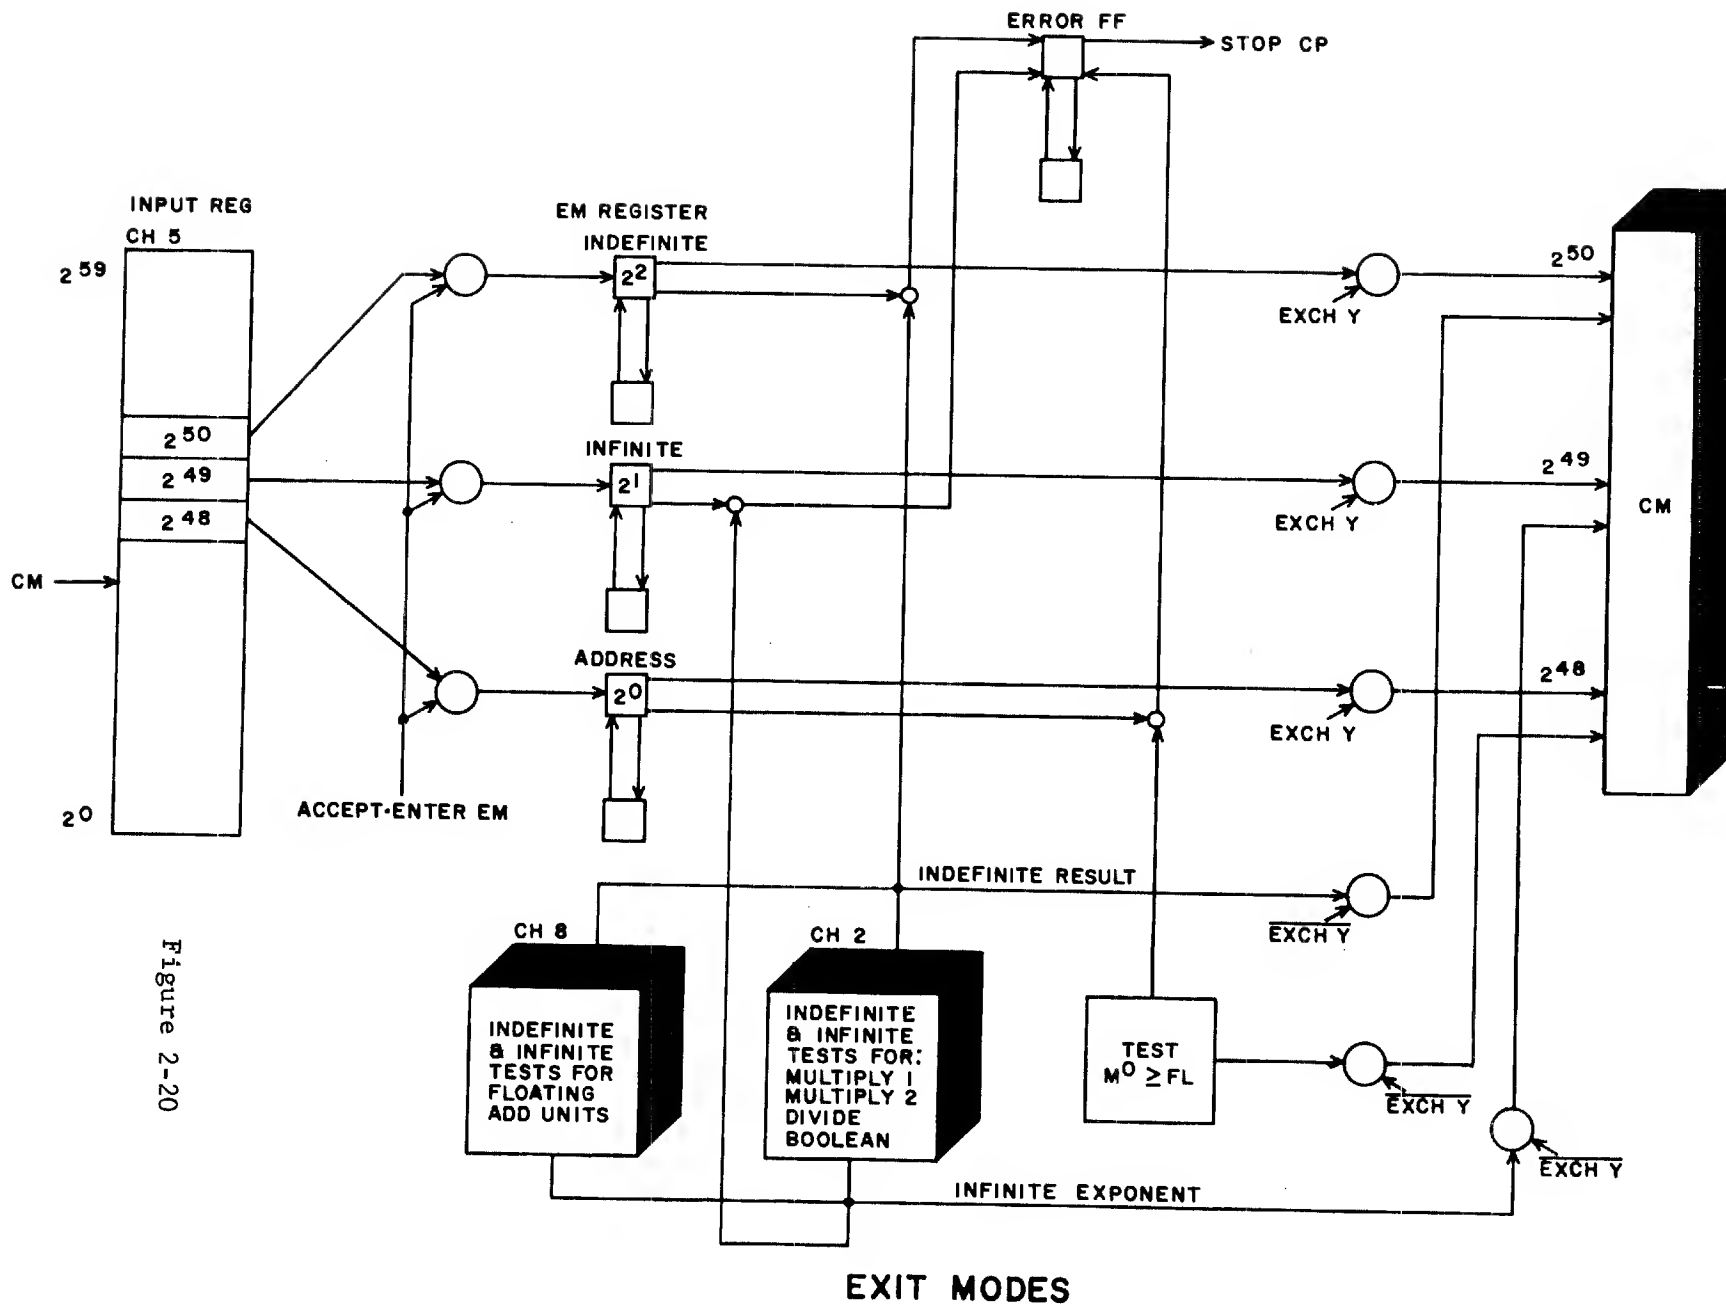 ERROR FF
STOP CP
INPUT REG
CH 5
2^59
2^50
2^49
2^48
CM
2^0
EM REGISTER
INDEFINITE
2^2
INFINITE
2^1
ADDRESS
2^0
ACCEPT·ENTER EM
EXCH Y
2^50
EXCH Y
2^49
EXCH Y
2^48
CM
INDEFINITE RESULT
E̅X̅C̅H̅ ̅Y̅
CH 8
INDEFINITE
& INFINITE
TESTS FOR
FLOATING
ADD UNITS
CH 2
INDEFINITE
& INFINITE
TESTS FOR:
MULTIPLY 1
MULTIPLY 2
DIVIDE
BOOLEAN
TEST
M^0 ≥ FL
E̅X̅C̅H̅ ̅Y̅
E̅X̅C̅H̅ ̅Y̅
INFINITE EXPONENT
Figure 2-20
EXIT MODES